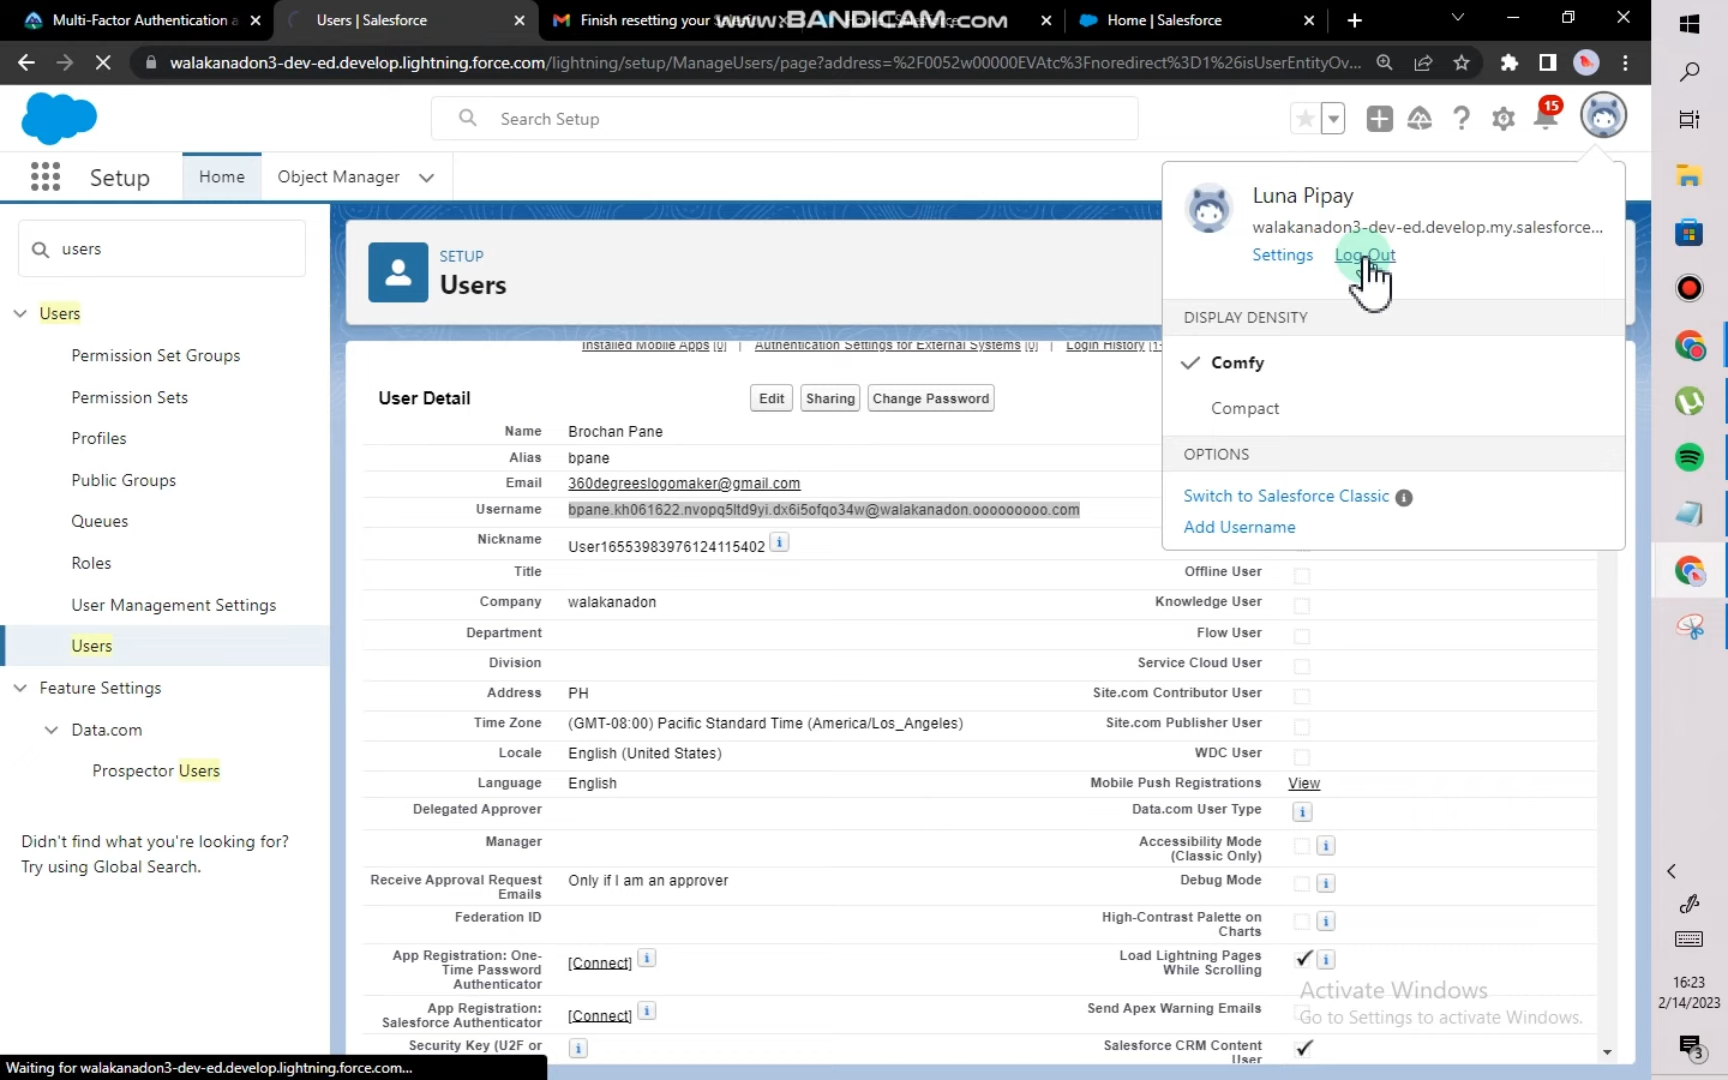 Multi-Factor Authentication a
Users | Salesforce
Finish resetting your
www.BANDICAM.com
Home | Salesforce
walakanadon3-dev-ed.develop.lightning.force.com/lightning/setup/ManageUsers/page?address=%2F0052w00000EVAtc%3Fnoredirect%3D1%26isUserEntityOv...
Search Setup
15
Setup
Home
Object Manager
users
Users
Permission Set Groups
Permission Sets
Profiles
Public Groups
Queues
Roles
User Management Settings
Users
Feature Settings
Data.com
Prospector Users
Didn't find what you're looking for?
Try using Global Search.
SETUP
Users
Installed Mobile Apps [0] | Authentication Settings for External Systems [0] | Login History [1
User Detail
Edit
Sharing
Change Password
Name Brochan Pane
Alias bpane
Email 360degreeslogomaker@gmail.com
Username bpane.kh061622.nvopq5ltd9yi.dx6i5ofqo34w@walakanadon.ooooooooo.com
Nickname User16553983976124115402
Title
Company walakanadon
Department
Division
Address PH
Time Zone (GMT-08:00) Pacific Standard Time (America/Los_Angeles)
Locale English (United States)
Language English
Delegated Approver
Manager
Receive Approval Request Emails Only if I am an approver
Federation ID
App Registration: One-
Time Password
Authenticator
[Connect]
App Registration:
Salesforce Authenticator
[Connect]
Security Key (U2F or
Offline User
Knowledge User
Flow User
Service Cloud User
Site.com Contributor User
Site.com Publisher User
WDC User
Mobile Push Registrations View
Data.com User Type
Accessibility Mode
(Classic Only)
Debug Mode
High-Contrast Palette on
Charts
Load Lightning Pages
While Scrolling
Send Apex Warning Emails
Salesforce CRM Content
User
Luna Pipay
walakanadon3-dev-ed.develop.my.salesforce...
Settings
Log Out
DISPLAY DENSITY
Comfy
Compact
OPTIONS
Switch to Salesforce Classic
Add Username
Activate Windows
Go to Settings to activate Windows.
16:23
2/14/2023
3
Waiting for walakanadon3-dev-ed.develop.lightning.force.com...